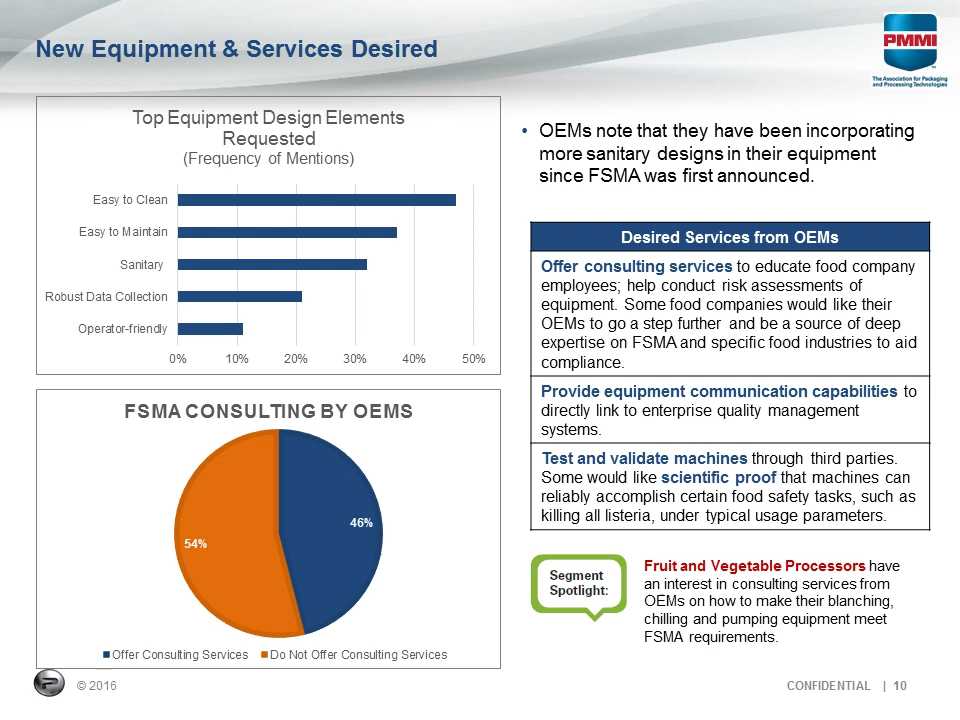 New Equipment & Services Desired
PMMI
The Association for Packaging
and Processing Technologies
Top Equipment Design Elements
Requested
(Frequency of Mentions)
Easy to Clean
Easy to Maintain
Sanitary
Robust Data Collection
Operator-friendly
0% 10% 20% 30% 40% 50%
FSMA CONSULTING BY OEMS
46%
54%
Offer Consulting Services Do Not Offer Consulting Services
• OEMs note that they have been incorporating
more sanitary designs in their equipment
since FSMA was first announced.
Desired Services from OEMs
Offer consulting services to educate food company
employees; help conduct risk assessments of
equipment. Some food companies would like their
OEMs to go a step further and be a source of deep
expertise on FSMA and specific food industries to aid
compliance.
Provide equipment communication capabilities to
directly link to enterprise quality management
systems.
Test and validate machines through third parties.
Some would like scientific proof that machines can
reliably accomplish certain food safety tasks, such as
killing all listeria, under typical usage parameters.
Segment
Spotlight:
Fruit and Vegetable Processors have
an interest in consulting services from
OEMs on how to make their blanching,
chilling and pumping equipment meet
FSMA requirements.
© 2016
CONFIDENTIAL | 10